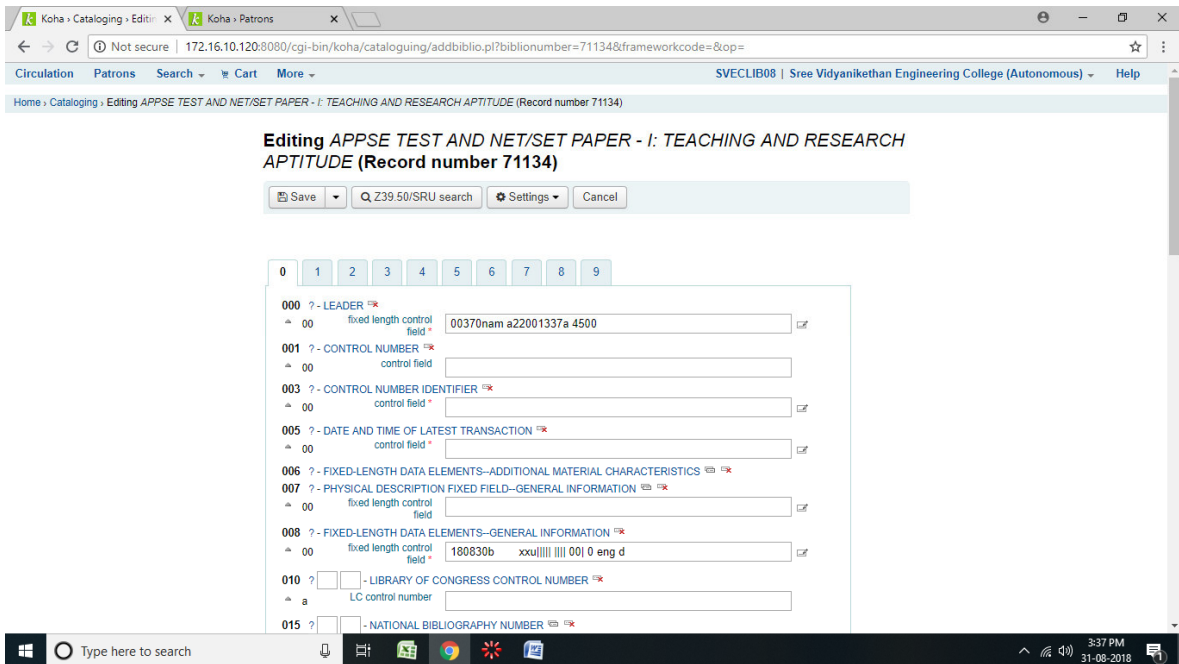 Koha › Cataloging › Editin
Koha › Patrons
Not secure | 172.16.10.120:8080/cgi-bin/koha/cataloguing/addbiblio.pl?biblionumber=71134&frameworkcode=&op=
Circulation Patrons Search Cart More SVECLIB08 | Sree Vidyanikethan Engineering College (Autonomous) Help
Home › Cataloging › Editing APPSE TEST AND NET/SET PAPER - I: TEACHING AND RESEARCH APTITUDE (Record number 71134)
Editing APPSE TEST AND NET/SET PAPER - I: TEACHING AND RESEARCH
APTITUDE (Record number 71134)
Save Z39.50/SRU search Settings Cancel
0 1 2 3 4 5 6 7 8 9
000 ? - LEADER
00 fixed length control
field * 00370nam a22001337a 4500
001 ? - CONTROL NUMBER
00 control field
003 ? - CONTROL NUMBER IDENTIFIER
00 control field *
005 ? - DATE AND TIME OF LATEST TRANSACTION
00 control field *
006 ? - FIXED-LENGTH DATA ELEMENTS--ADDITIONAL MATERIAL CHARACTERISTICS
007 ? - PHYSICAL DESCRIPTION FIXED FIELD--GENERAL INFORMATION
00 fixed length control
field
008 ? - FIXED-LENGTH DATA ELEMENTS--GENERAL INFORMATION
00 fixed length control
field * 180830b xxu||||| |||| 00| 0 eng d
010 ? - LIBRARY OF CONGRESS CONTROL NUMBER
a LC control number
015 ? - NATIONAL BIBLIOGRAPHY NUMBER
Type here to search
3:37 PM
31-08-2018